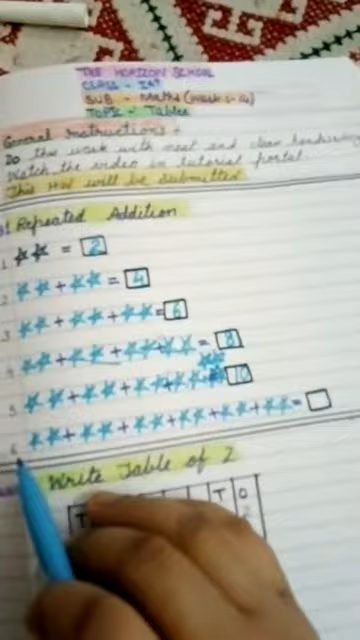 THE HORIZON SCHOOL
CLASS - Ist
SUB - Maths
TOPIC - Tables
General Instructions :
Do the work with neat and clean
Watch the video in tutorial portal
This HW will be submitted
Repeated Addition
1 = 2
2 + = 4
3 + + = 6
4 + + + = 8
5 + + + 10
6 + + + + + =
Write Table of 2
T T O
2